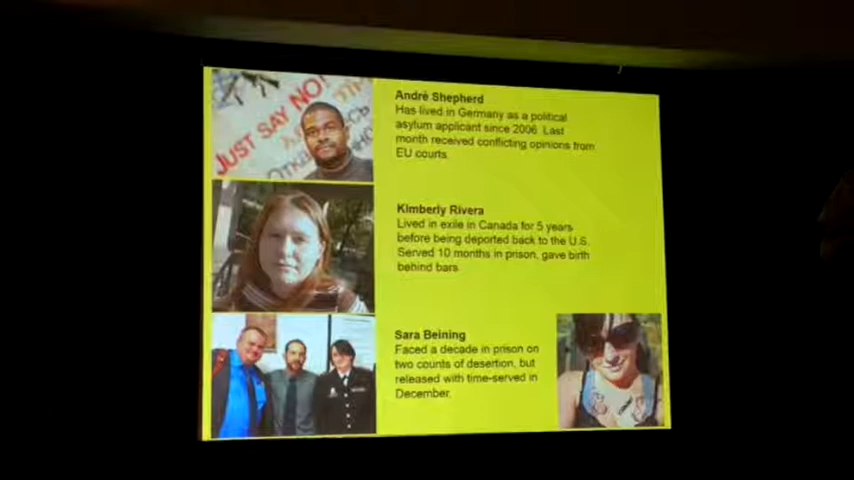 JUST SAY NO!
André Shepherd
Has lived in Germany as a political
asylum applicant since 2006. Last
month received conflicting opinions from
EU courts.
Kimberly Rivera
Lived in exile in Canada for 5 years
before being deported back to the U.S.
Served 10 months in prison, gave birth
behind bars
Sara Beining
Faced a decade in prison on
two counts of desertion, but
released with time-served in
December.